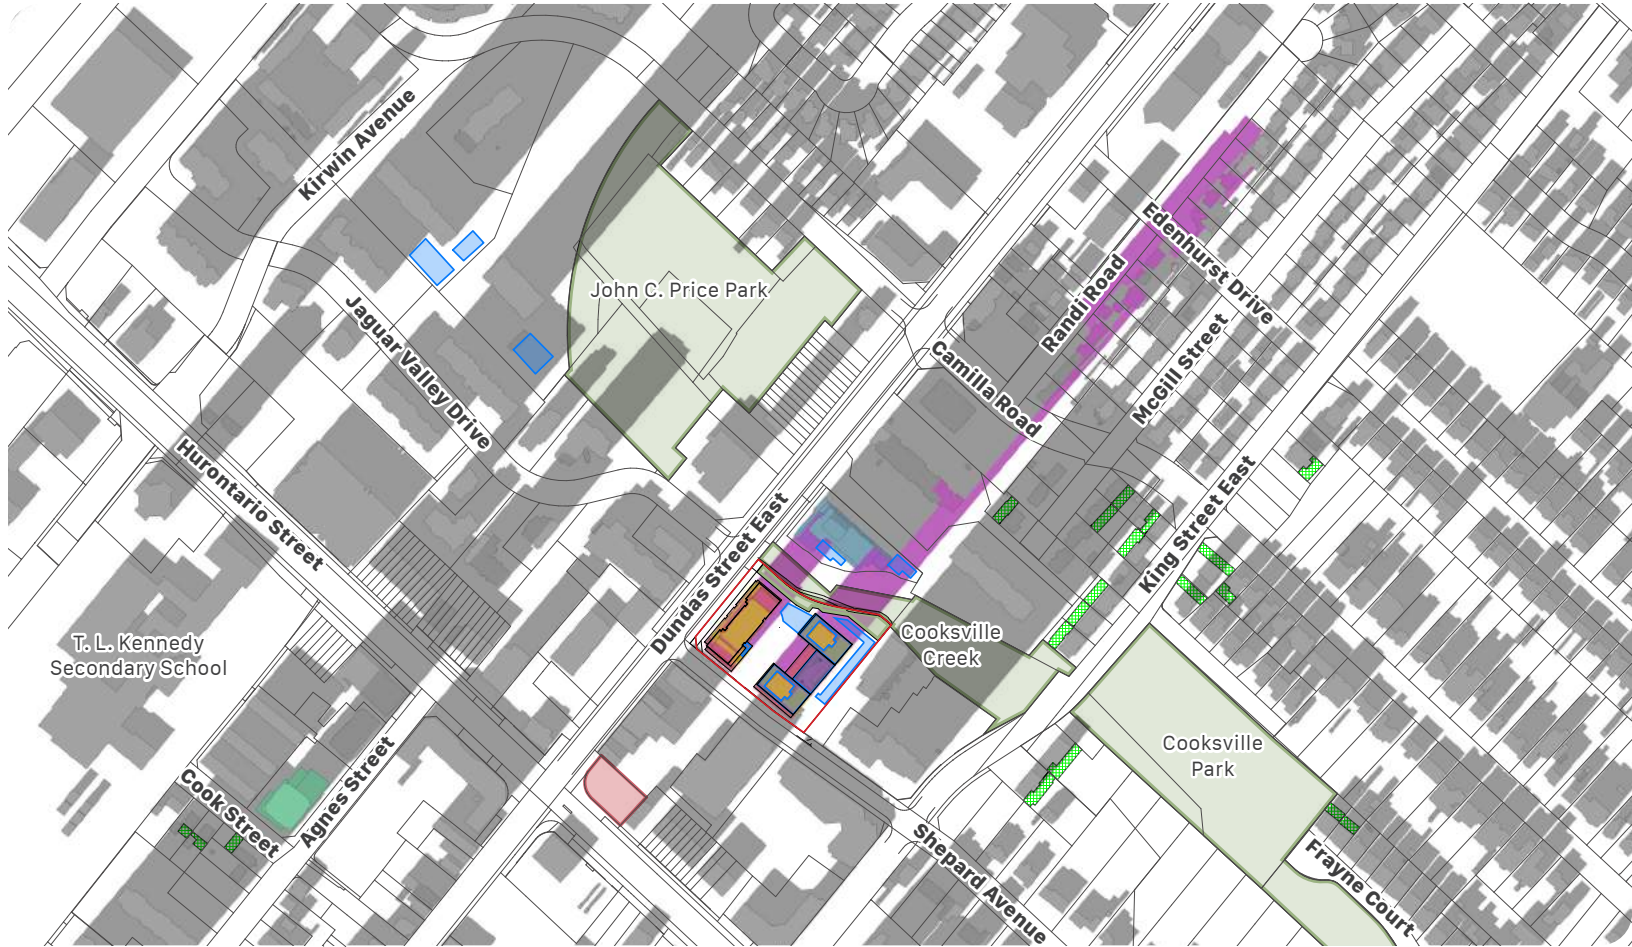 Kirwin Avenue
Edenhurst Drive
John C. Price Park
Randi Road
Jaguar Valley Drive
McGill Street
Camilla Road
Hurontario Street
King Street East
Dundas Street East
T. L. Kennedy
Secondary School
Cooksville
Creek
Cooksville
Park
Cook Street
Agnes Street
Shepard Avenue
Frayne Court